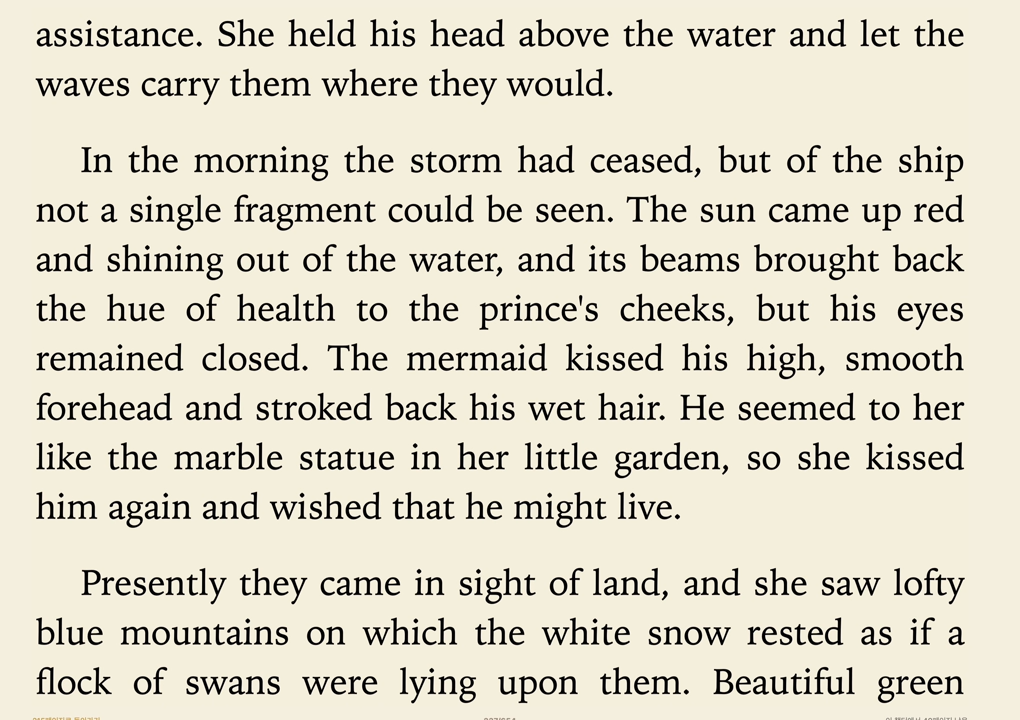 assistance. She held his head above the water and let the
waves carry them where they would.
In the morning the storm had ceased, but of the ship
not a single fragment could be seen. The sun came up red
and shining out of the water, and its beams brought back
the hue of health to the prince's cheeks, but his eyes
remained closed. The mermaid kissed his high, smooth
forehead and stroked back his wet hair. He seemed to her
like the marble statue in her little garden, so she kissed
him again and wished that he might live.
Presently they came in sight of land, and she saw lofty
blue mountains on which the white snow rested as if a
flock of swans were lying upon them. Beautiful green